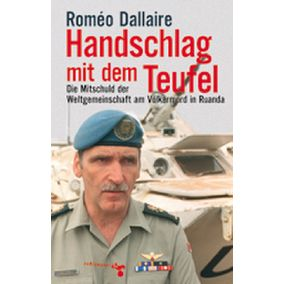 Roméo Dallaire
Handschlag
mit dem Teufel
Die Mitschuld der
Weltgemeinschaft am Völkermord in Ruanda